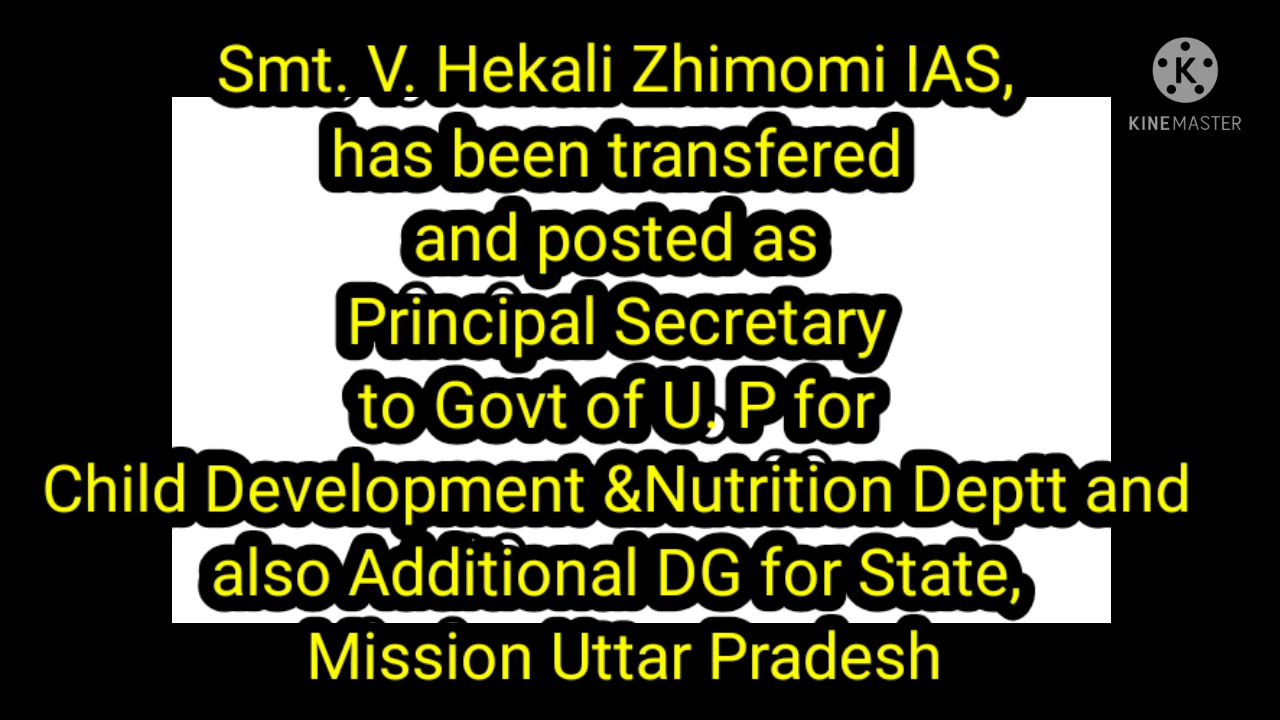 Smt. V. Hekali Zhimomi IAS,
has been transfered
and posted as
Principal Secretary
to Govt of U. P for
Child Development &Nutrition Deptt and
also Additional DG for State,
Mission Uttar Pradesh
K
KINEMASTER